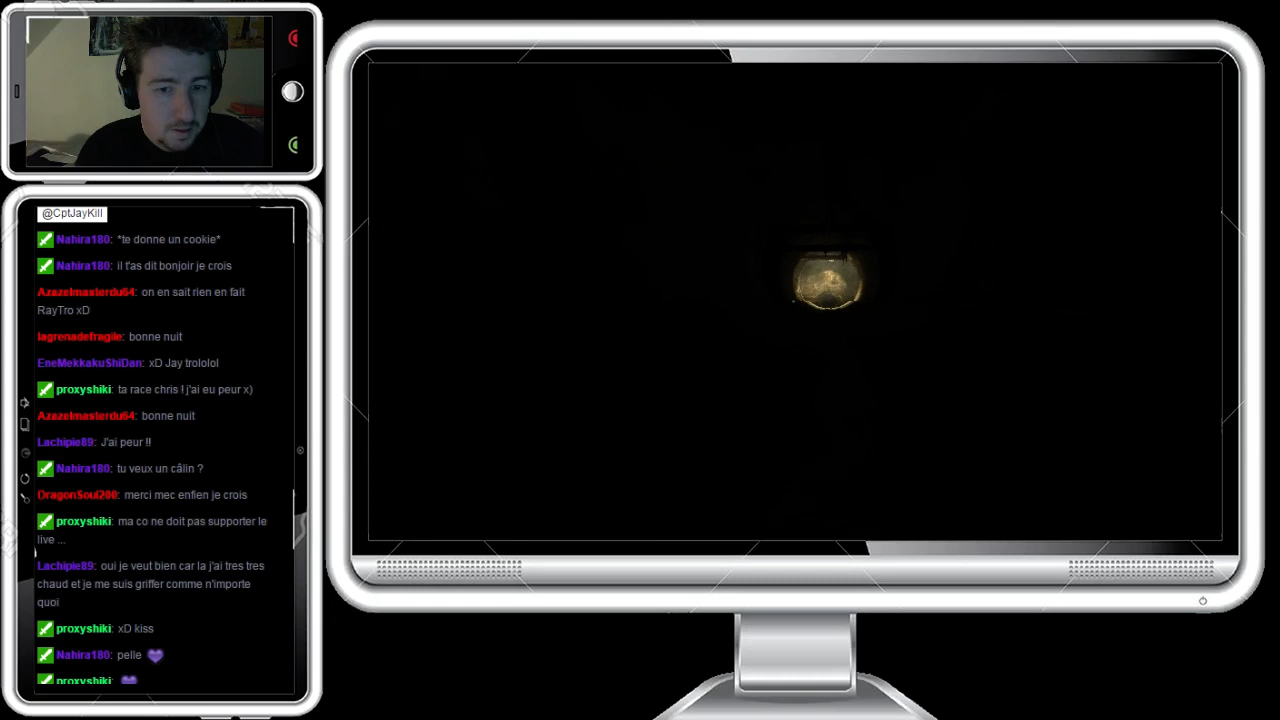 @CptJayKill
Nahira180: *te donne un cookie*
Nahira180: il t'as dit bonjoir je crois
Azazelmasterdu64: on en sait rien en fait
RayTro xD
lagrenadefragile: bonne nuit
EneMekkakuShiDan: xD Jay trololol
proxyshiki: ta race chris ! j'ai eu peur x)
Azazelmasterdu64: bonne nuit
Lachipie89: J'ai peur !!
Nahira180: tu veux un câlin ?
DragonSoul200: merci mec enfien je crois
proxyshiki: ma co ne doit pas supporter le
live ...
Lachipie89: oui je veut bien car la j'ai tres tres
chaud et je me suis griffer comme n'importe
quoi
proxyshiki: xD kiss
Nahira180: pelle
proxyshiki: